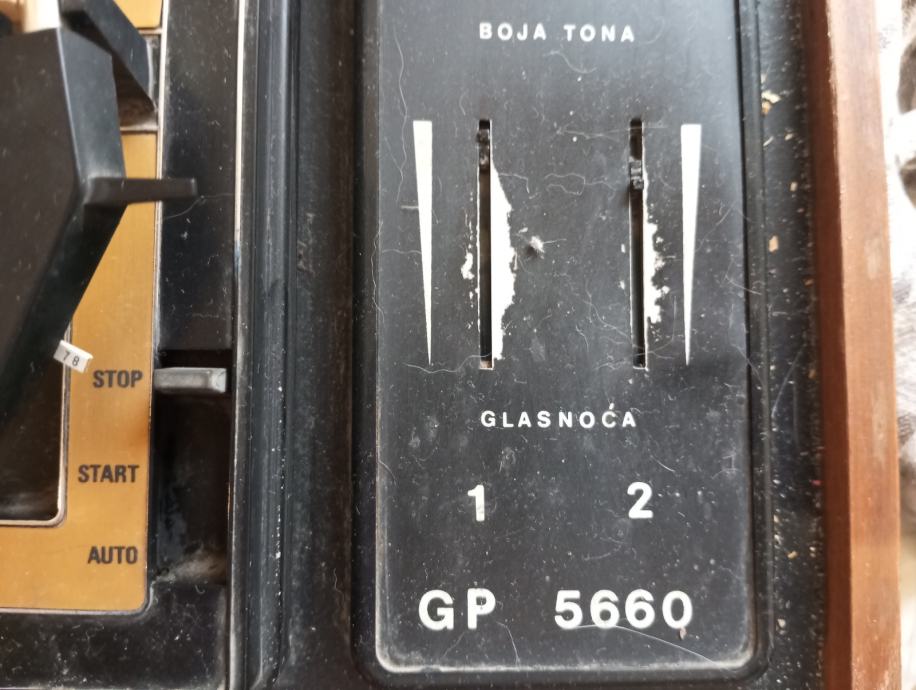 BOJA TONA
GLASNOĆA
1 2
GP 5660
78
STOP
START
AUTO